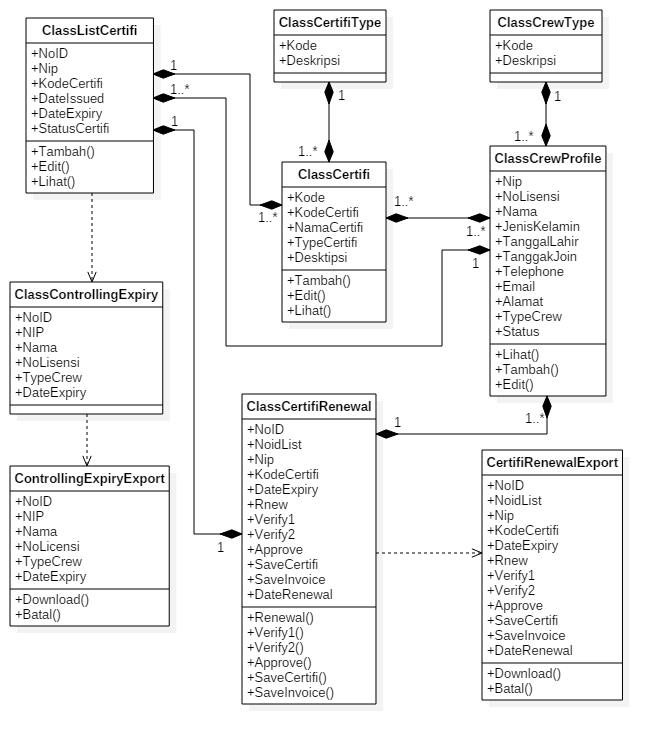 ClassListCertifi
+NoID
+Nip
+KodeCertifi
+DateIssued
+DateExpiry
+StatusCertifi
+Tambah()
+Edit()
+Lihat()
ClassCertifiType
+Kode
+Deskripsi
ClassCrewType
+Kode
+Deskripsi
1
1..*
1
1
1..*
1
1..*
ClassCertifi
+Kode
+KodeCertifi
+NamaCertifi
+TypeCertifi
+Desktipsi
+Tambah()
+Edit()
+Lihat()
1..*
1..*
1..*
1
ClassCrewProfile
+Nip
+NoLisensi
+Nama
+JenisKelamin
+TanggalLahir
+TanggakJoin
+Telephone
+Email
+Alamat
+TypeCrew
+Status
+Lihat()
+Tambah()
+Edit()
ClassControllingExpiry
+NoID
+NIP
+Nama
+NoLisensi
+TypeCrew
+DateExpiry
ControllingExpiryExport
+NoID
+NIP
+Nama
+NoLicensi
+TypeCrew
+DateExpiry
+Download()
+Batal()
ClassCertifiRenewal
+NoID
+NoidList
+Nip
+KodeCertifi
+DateExpiry
+Rnew
+Verify1
+Verify2
+Approve
+SaveCertifi
+SaveInvoice
+DateRenewal
+Renewal()
+Verify1()
+Verify2()
+Approve()
+SaveCertifi()
+SaveInvoice()
1
1..*
1
CertifiRenewalExport
+NoID
+NoidList
+Nip
+KodeCertifi
+DateExpiry
+Rnew
+Verify1
+Verify2
+Approve
+SaveCertifi
+SaveInvoice
+DateRenewal
+Download()
+Batal()